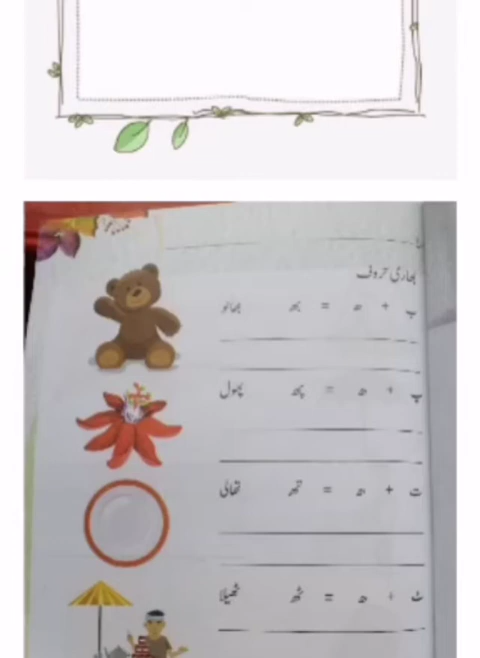 بھاری حروف
ب + ھ = بھ بھالو
پ + ھ = پھ پھول
ت + ھ = تھ تھالی
ٹ + ھ = ٹھ ٹھیلا